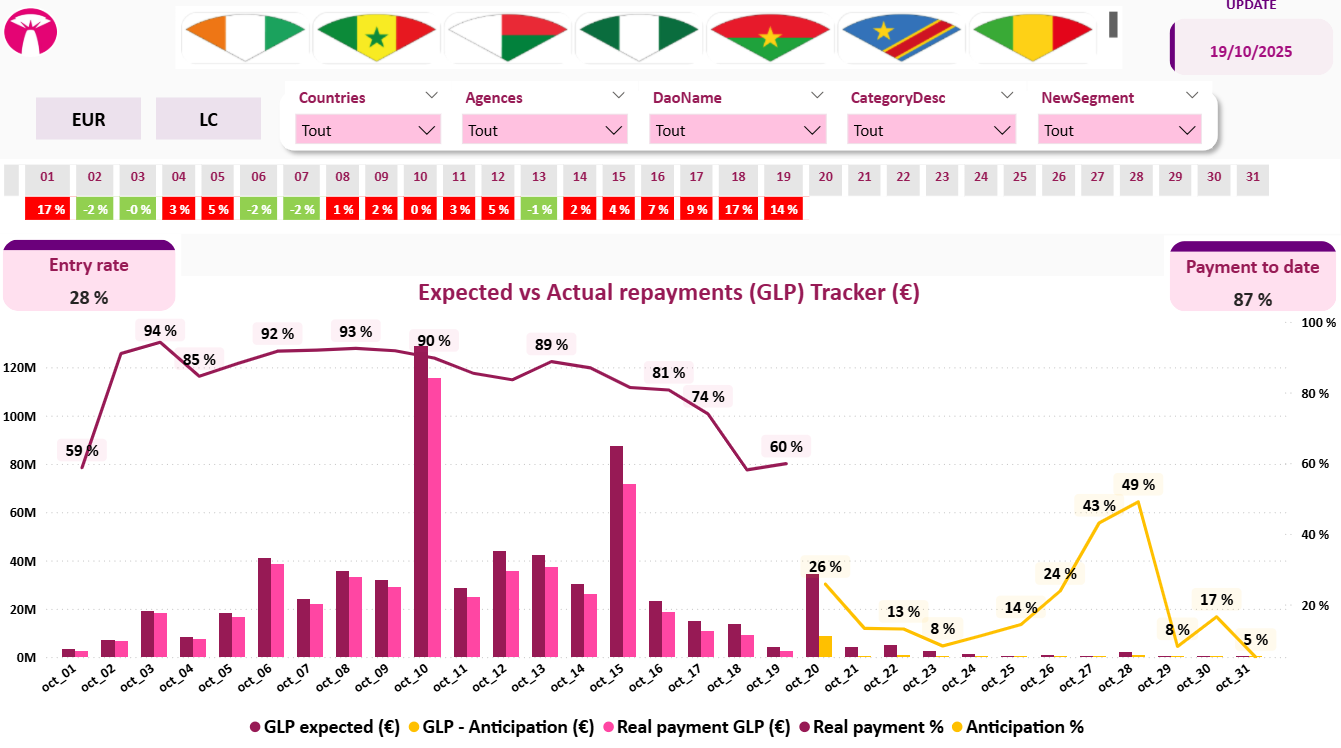 UPDATE
19/10/2025
EUR
LC
Countries
Agences
DaoName
CategoryDesc
NewSegment
Tout
Tout
Tout
Tout
Tout
01 02 03 04 05 06 07 08 09 10 11 12 13 14 15 16 17 18 19 20 21 22 23 24 25 26 27 28 29 30 31
17 % -2 % -0 % 3 % 5 % -2 % -2 % 1 % 2 % 0 % 3 % 5 % -1 % 2 % 4 % 7 % 9 % 17 % 14 %
Entry rate
28 %
Payment to date
87 %
Expected vs Actual repayments (GLP) Tracker (€)
120M
100M
80M
60M
40M
20M
0M
100 %
80 %
60 %
40 %
20 %
59 %
94 %
85 %
92 %
93 %
90 %
89 %
81 %
74 %
60 %
26 %
13 %
8 %
14 %
24 %
43 %
49 %
8 %
17 %
5 %
oct_01 oct_02 oct_03 oct_04 oct_05 oct_06 oct_07 oct_08 oct_09 oct_10 oct_11 oct_12 oct_13 oct_14 oct_15 oct_16 oct_17 oct_18 oct_19 oct_20 oct_21 oct_22 oct_23 oct_24 oct_25 oct_26 oct_27 oct_28 oct_29 oct_30 oct_31
GLP expected (€) GLP - Anticipation (€) Real payment GLP (€) Real payment % Anticipation %